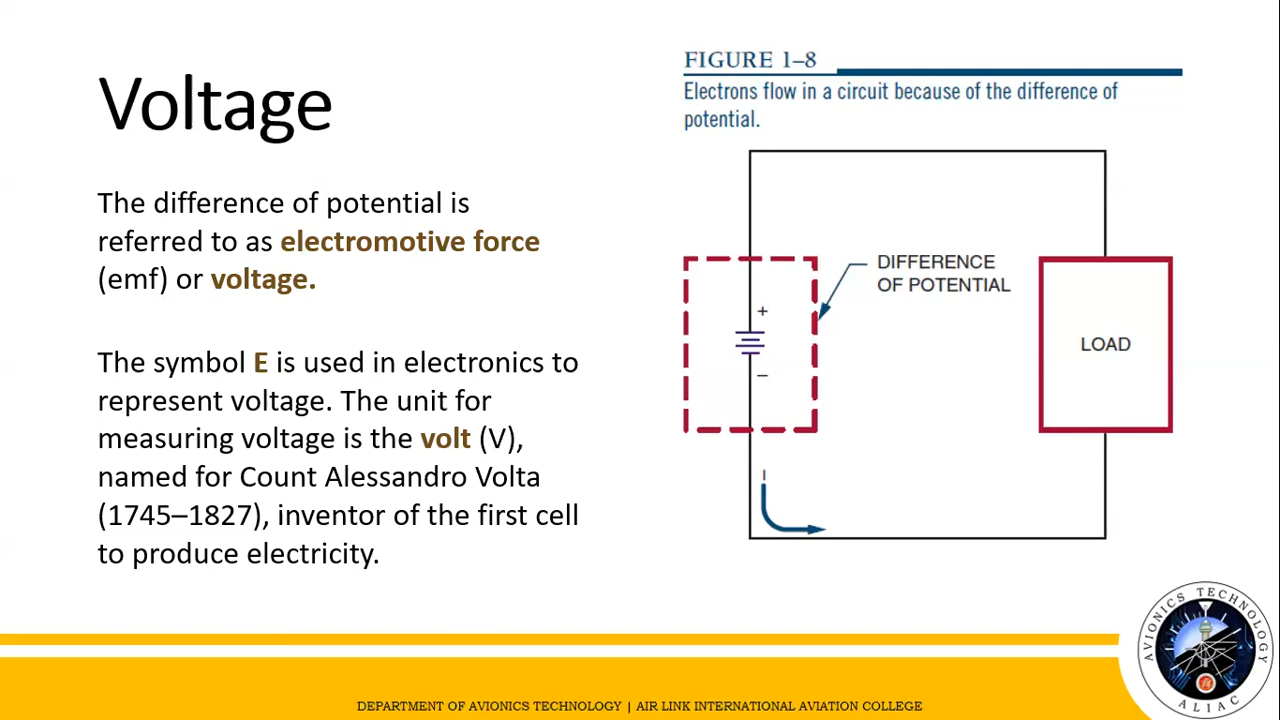 Voltage
The difference of potential is
referred to as electromotive force
(emf) or voltage.
The symbol E is used in electronics to
represent voltage. The unit for
measuring voltage is the volt (V),
named for Count Alessandro Volta
(1745–1827), inventor of the first cell
to produce electricity.
FIGURE 1–8
Electrons flow in a circuit because of the difference of
potential.
DIFFERENCE
OF POTENTIAL
+
–
LOAD
I
AVIONICS TECHNOLOGY
ALIAC
DEPARTMENT OF AVIONICS TECHNOLOGY | AIR LINK INTERNATIONAL AVIATION COLLEGE